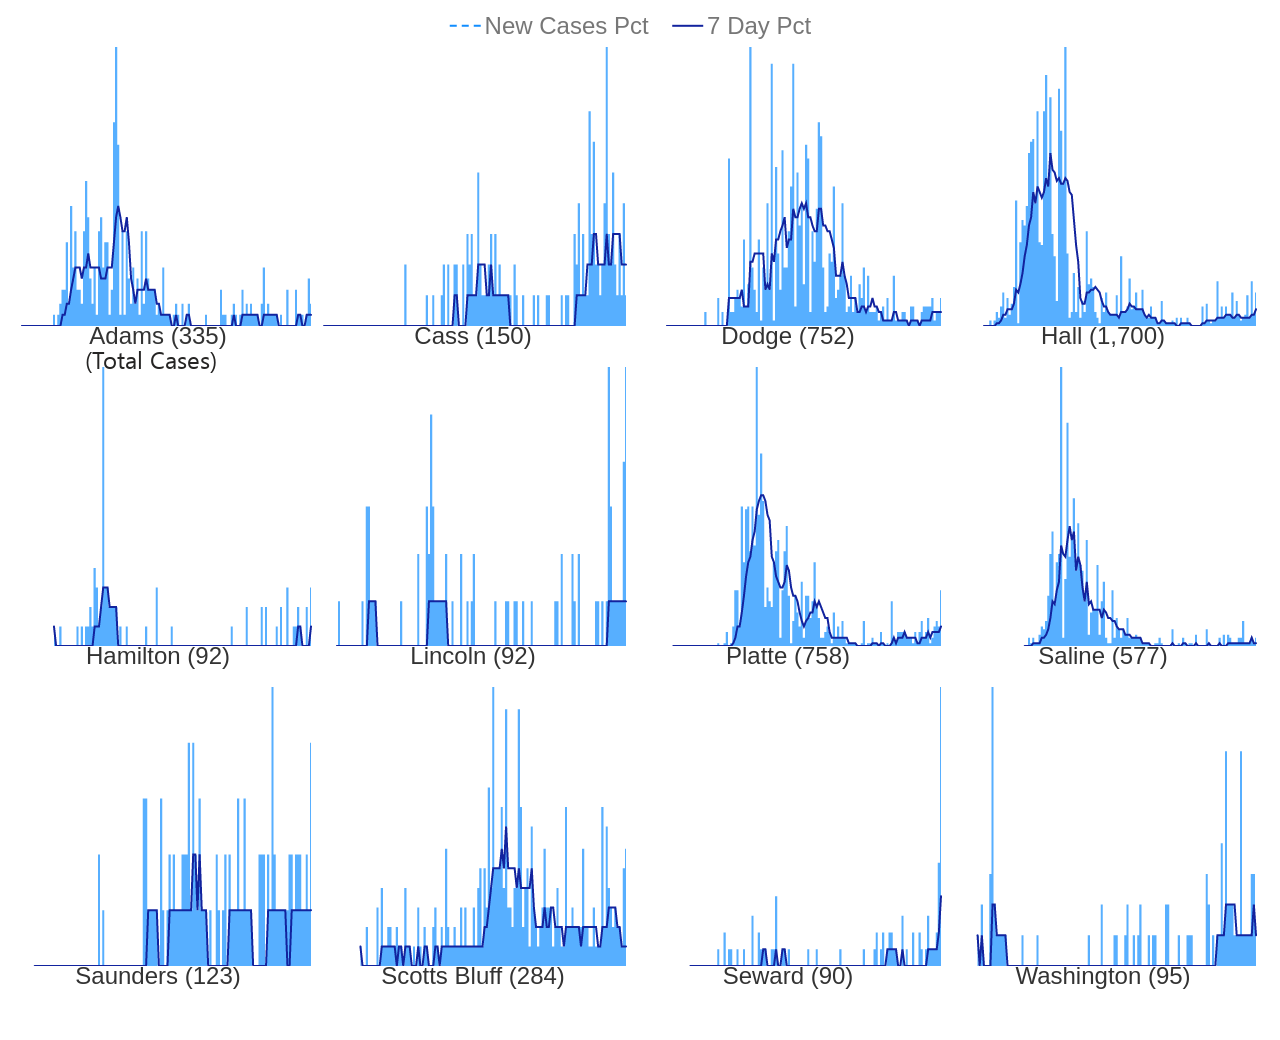 New Cases Pct 7 Day Pct
Adams (335) Cass (150) Dodge (752) Hall (1,700)
(Total Cases)
Hamilton (92) Lincoln (92) Platte (758) Saline (577)
Saunders (123) Scotts Bluff (284) Seward (90) Washington (95)